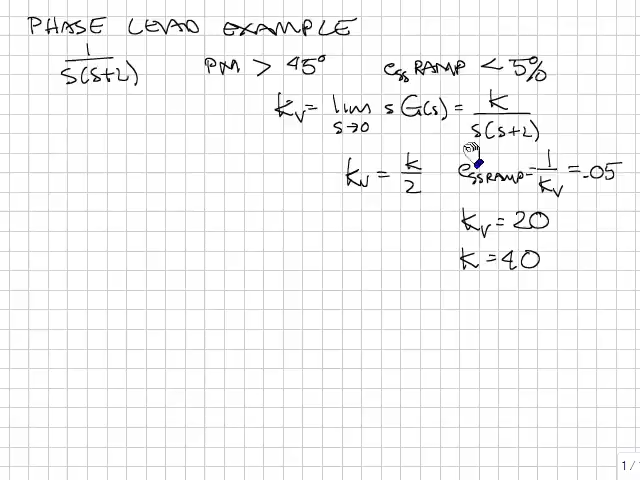 PHASE LEAD EXAMPLE
1/S(S+2) PM > 45° ess RAMP < 5%
Kv = lim s→0 s G(s) = K/S(S+2)
Kv = K/2 ess RAMP = 1/Kv = .05
Kv = 20
K = 40
1 /